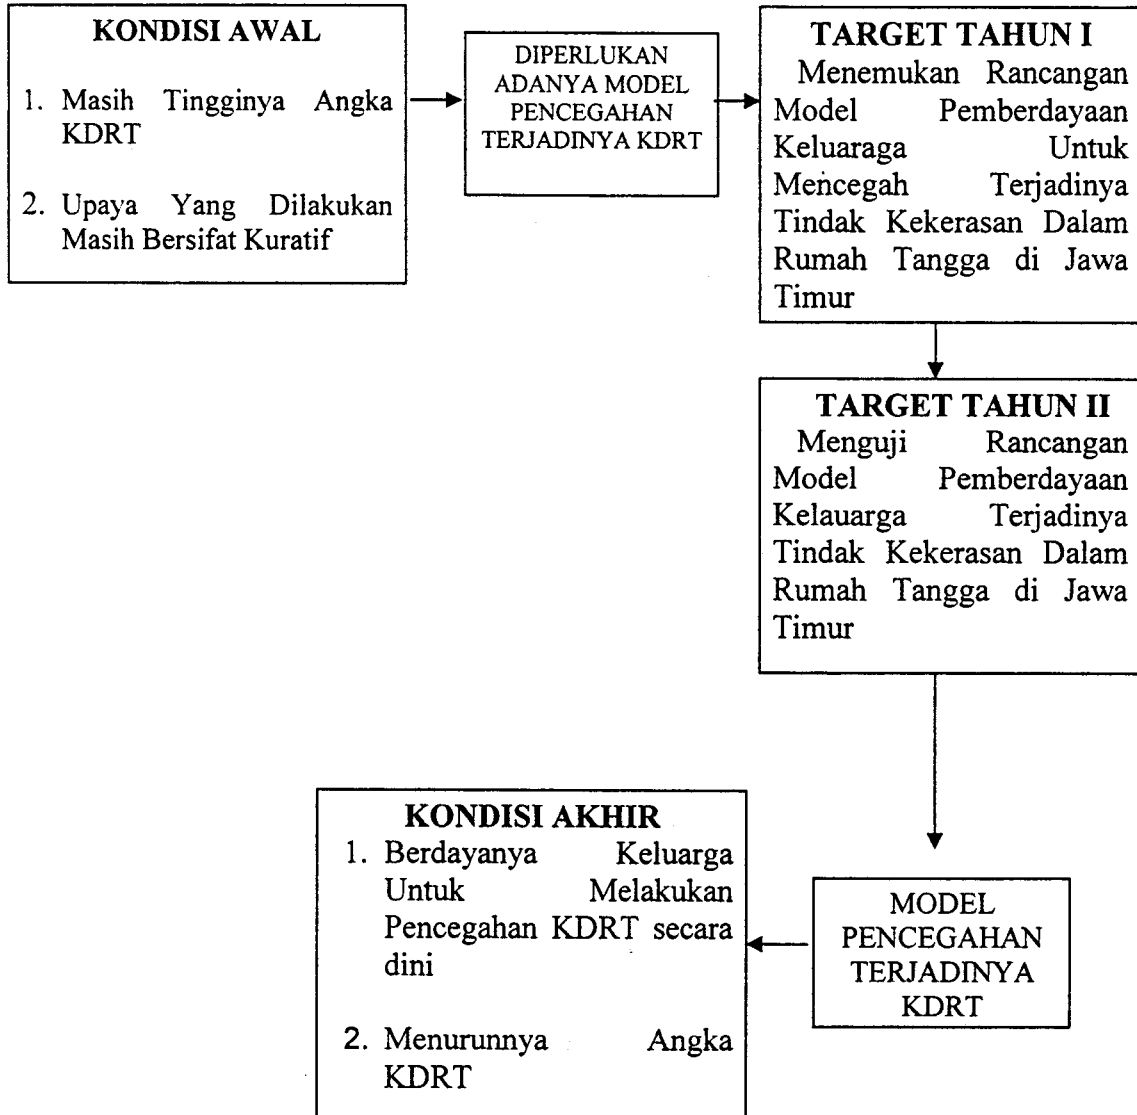 KONDISI AWAL
1. Masih Tingginya Angka
KDRT
2. Upaya Yang Dilakukan
Masih Bersifat Kuratif
DIPERLUKAN
ADANYA MODEL
PENCEGAHAN
TERJADINYA KDRT
TARGET TAHUN I
Menemukan Rancangan
Model Pemberdayaan
Keluaraga Untuk
Mencegah Terjadinya
Tindak Kekerasan Dalam
Rumah Tangga di Jawa
Timur
TARGET TAHUN II
Menguji Rancangan
Model Pemberdayaan
Kelauarga Terjadinya
Tindak Kekerasan Dalam
Rumah Tangga di Jawa
Timur
MODEL
PENCEGAHAN
TERJADINYA
KDRT
KONDISI AKHIR
1. Berdayanya Keluarga
Untuk Melakukan
Pencegahan KDRT secara
dini
2. Menurunnya Angka
KDRT